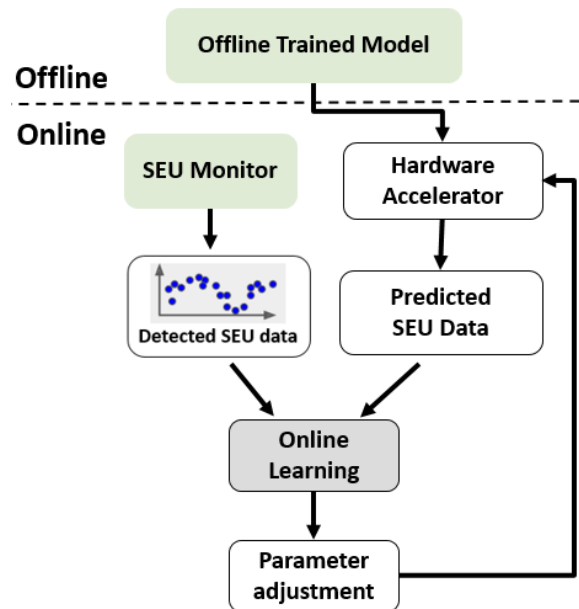 Offline Trained Model
Offline
Online
SEU Monitor
Hardware
Accelerator
Detected SEU data
Predicted
SEU Data
Online
Learning
Parameter
adjustment